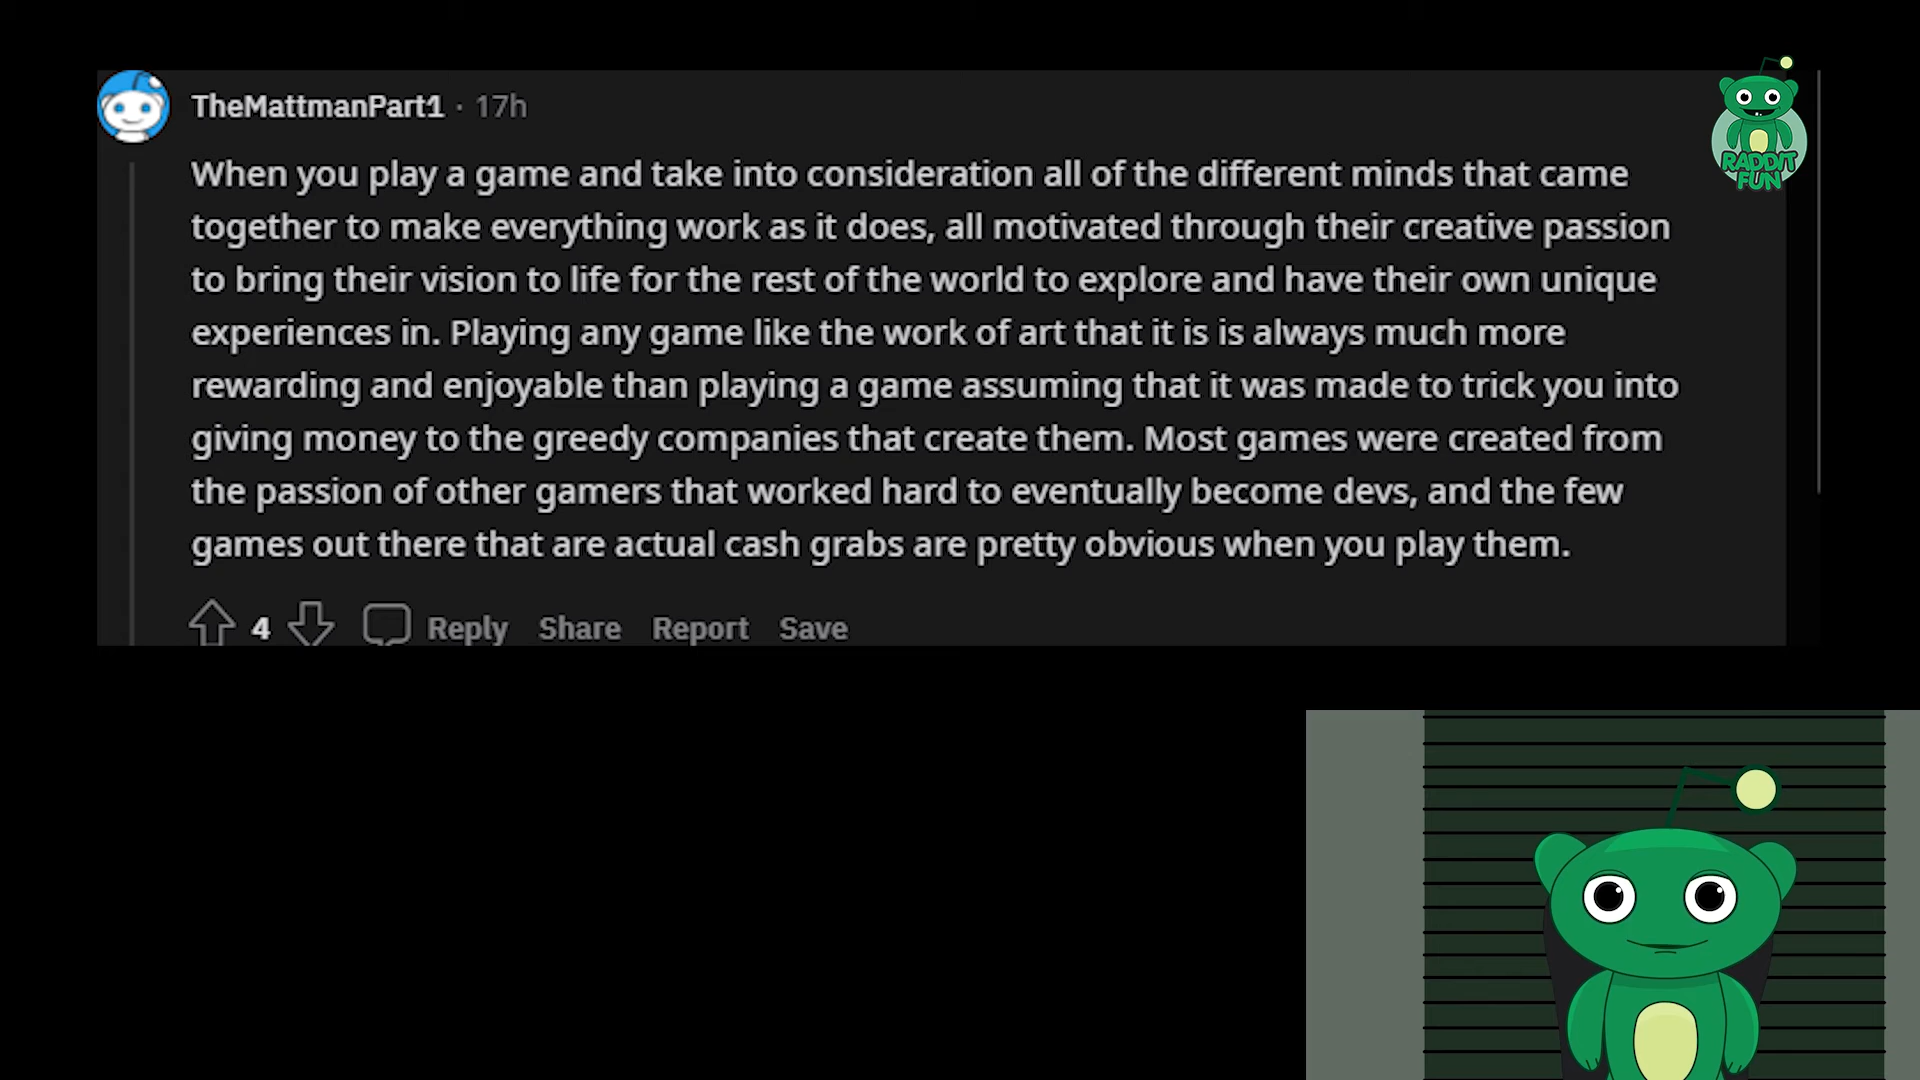 TheMattmanPart1 · 17h
When you play a game and take into consideration all of the different minds that came
together to make everything work as it does, all motivated through their creative passion
to bring their vision to life for the rest of the world to explore and have their own unique
experiences in. Playing any game like the work of art that it is is always much more
rewarding and enjoyable than playing a game assuming that it was made to trick you into
giving money to the greedy companies that create them. Most games were created from
the passion of other gamers that worked hard to eventually become devs, and the few
games out there that are actual cash grabs are pretty obvious when you play them.
4 Reply Share Report Save
RADDIT
FUN